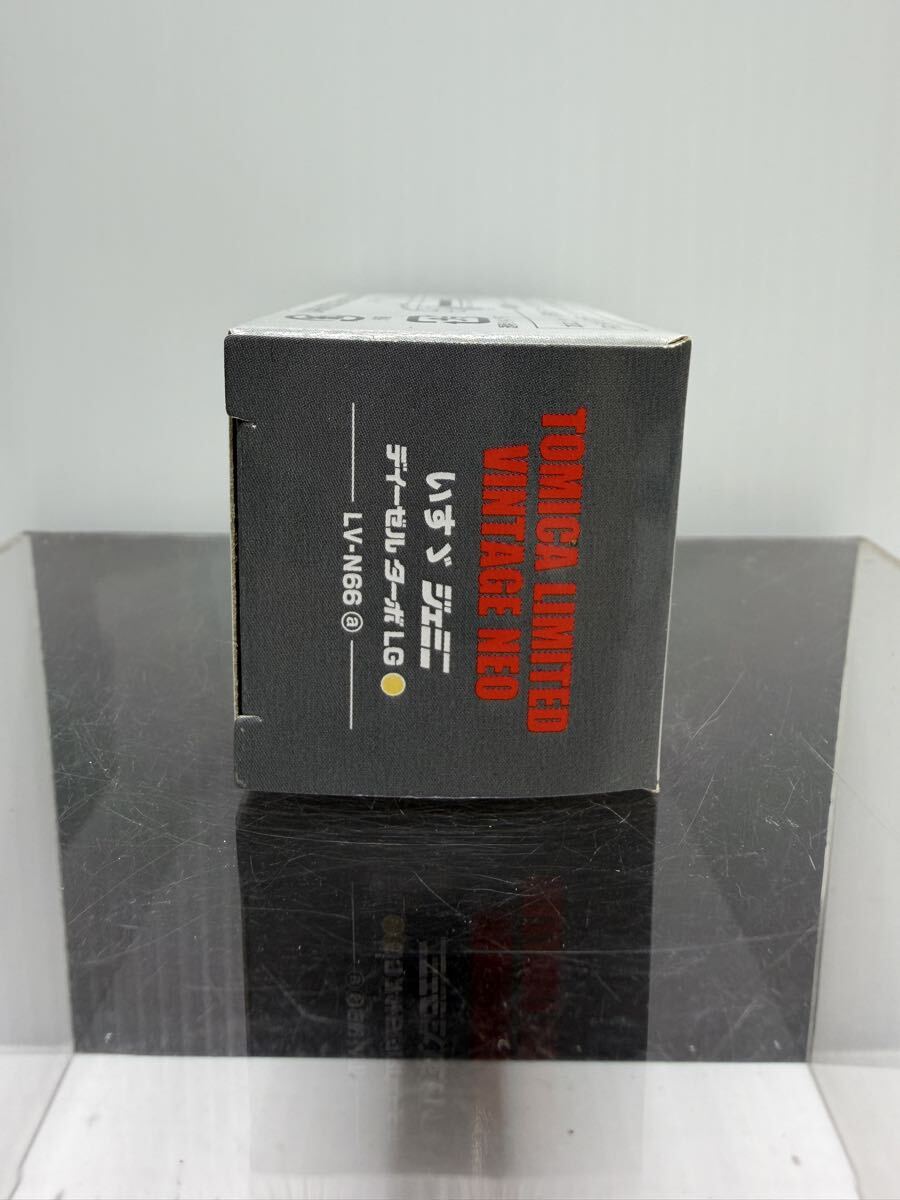 TOMICA LIMITED
VINTAGE NEO
いすゞ ジェミニ
ディーゼル ターボ LG
LV-N66 ⓐ